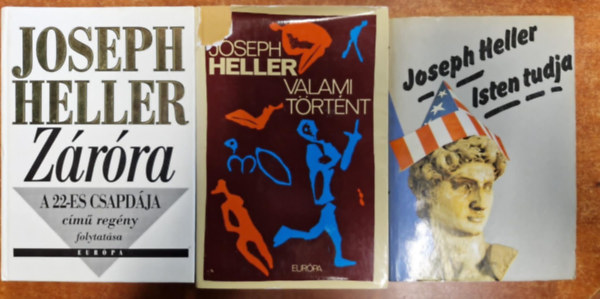 JOSEPH
HELLER
Záróra
A 22-ES CSAPDÁJA
című regény
folytatása
EURÓPA
JOSEPH
HELLER
VALAMI
TÖRTÉNT
EURÓPA
Joseph Heller
Isten tudja